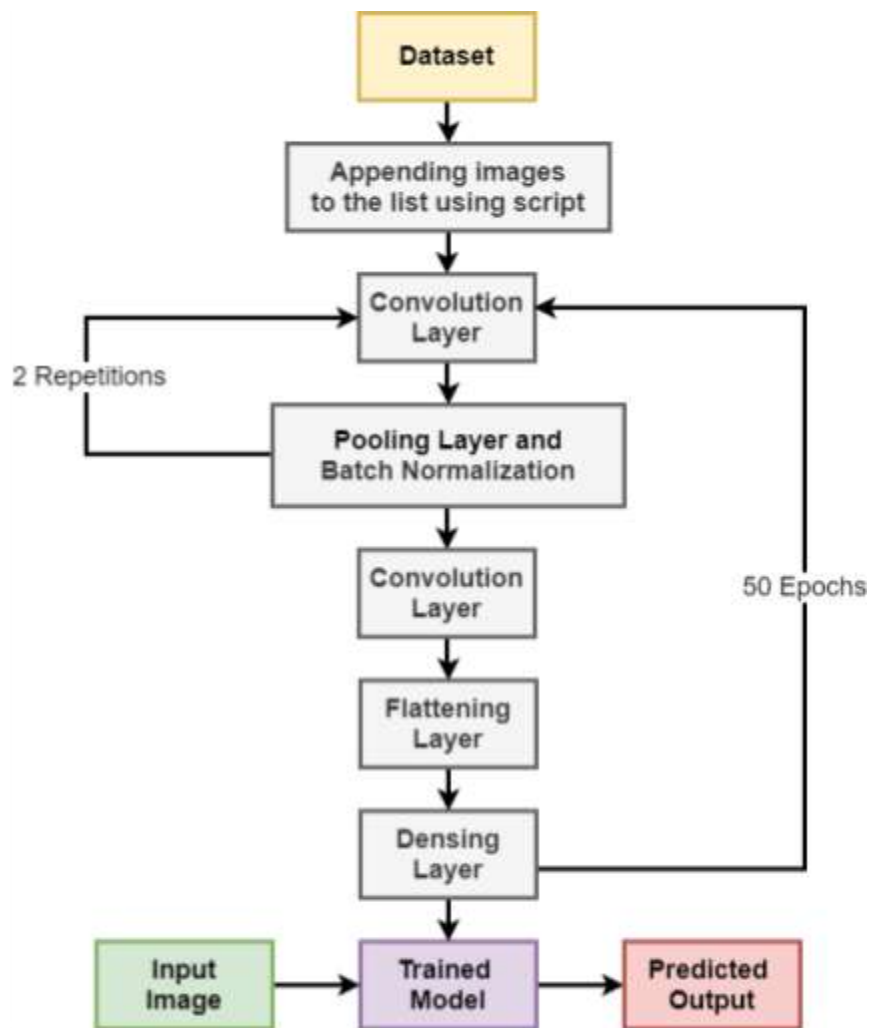 Dataset
Appending images
to the list using script
Convolution
Layer
2 Repetitions
Pooling Layer and
Batch Normalization
Convolution
Layer
50 Epochs
Flattening
Layer
Densing
Layer
Input
Image
Trained
Model
Predicted
Output